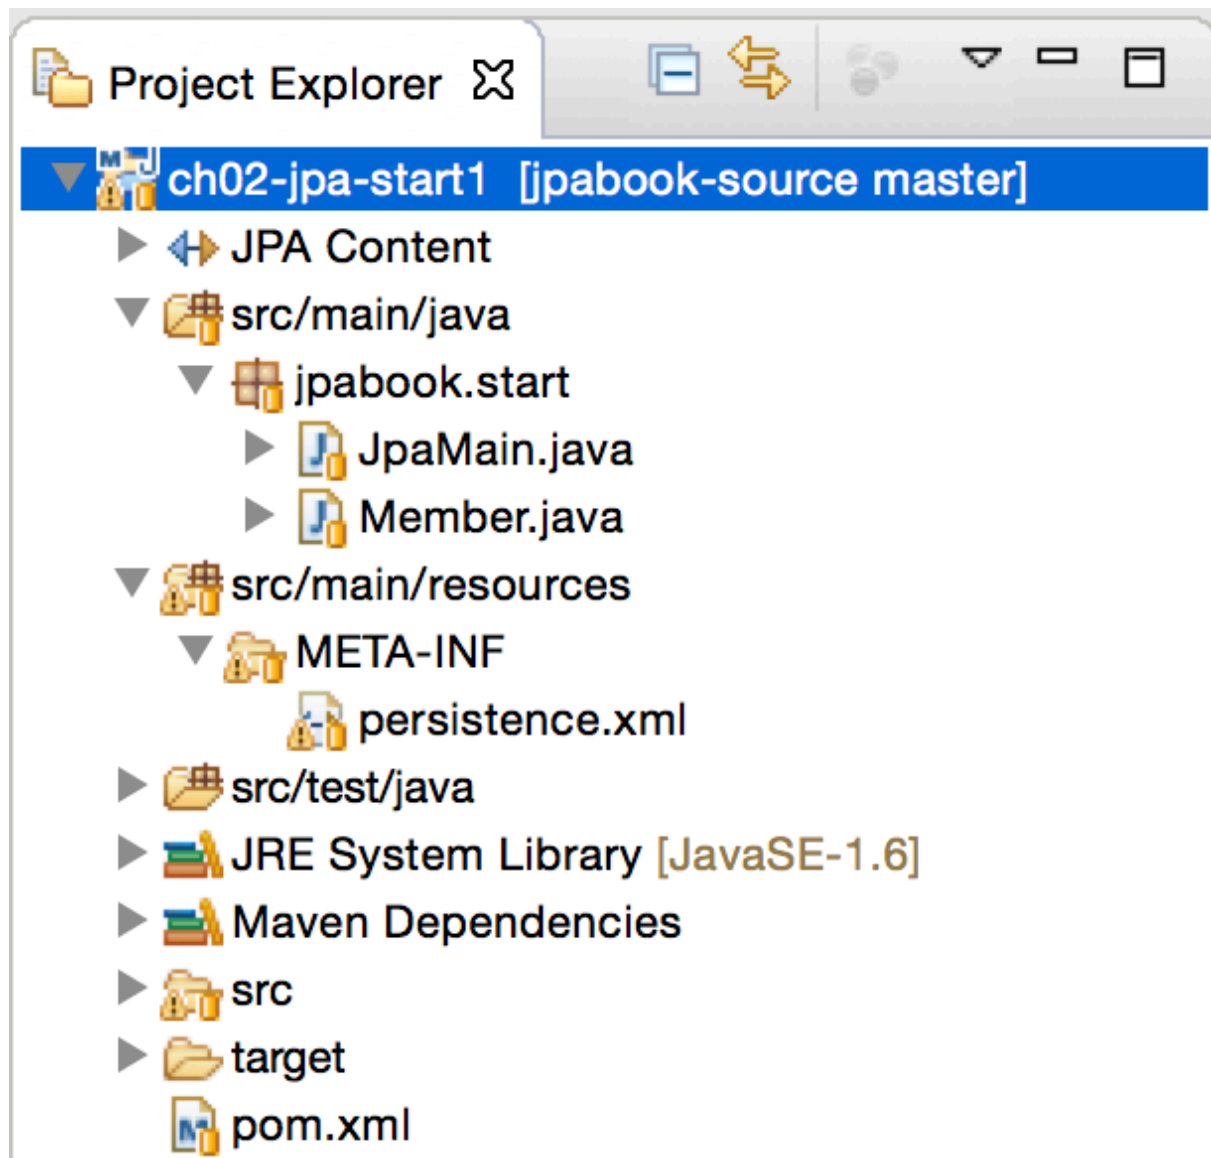 Project Explorer
ch02-jpa-start1 [jpabook-source master]
JPA Content
src/main/java
jpabook.start
JpaMain.java
Member.java
src/main/resources
META-INF
persistence.xml
src/test/java
JRE System Library [JavaSE-1.6]
Maven Dependencies
src
target
pom.xml